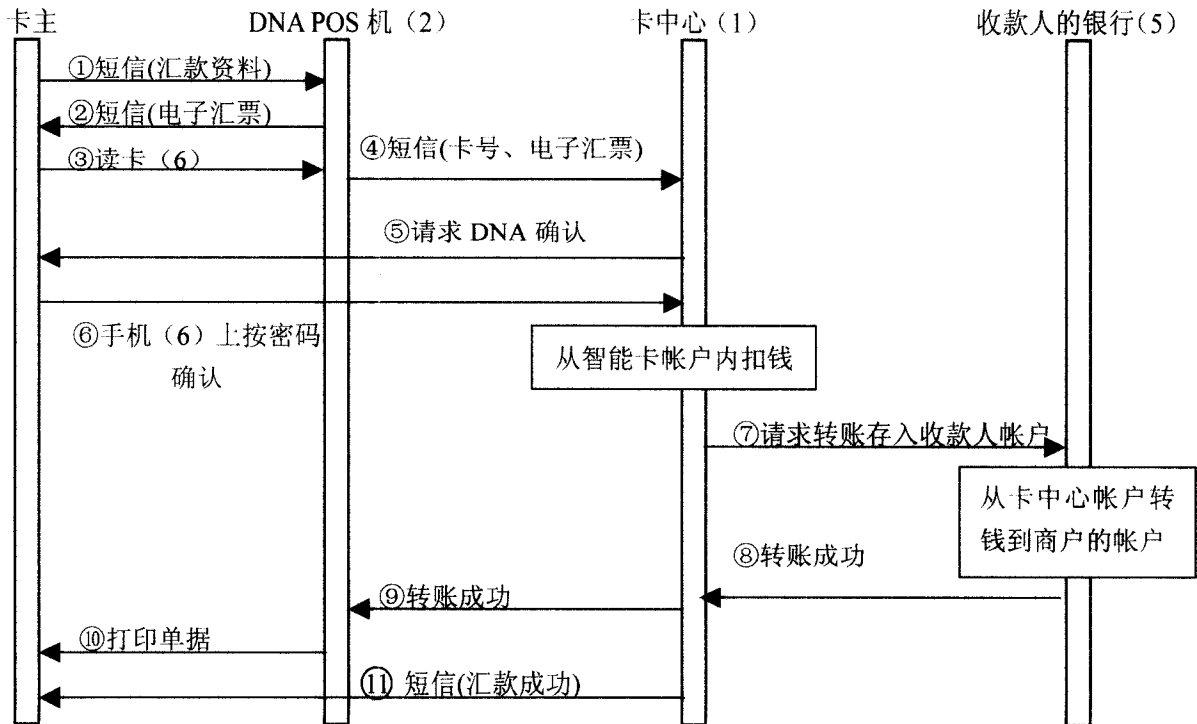 卡主 DNA POS 机（2） 卡中心（1） 收款人的银行（5）
①短信(汇款资料)
②短信(电子汇票)
③读卡（6）
④短信(卡号、电子汇票)
⑤请求 DNA 确认
⑥手机（6）上按密码
确认
从智能卡帐户内扣钱
⑦请求转账存入收款人帐户
从卡中心帐户转
钱到商户的帐户
⑧转账成功
⑨转账成功
⑩打印单据
⑪ 短信(汇款成功)